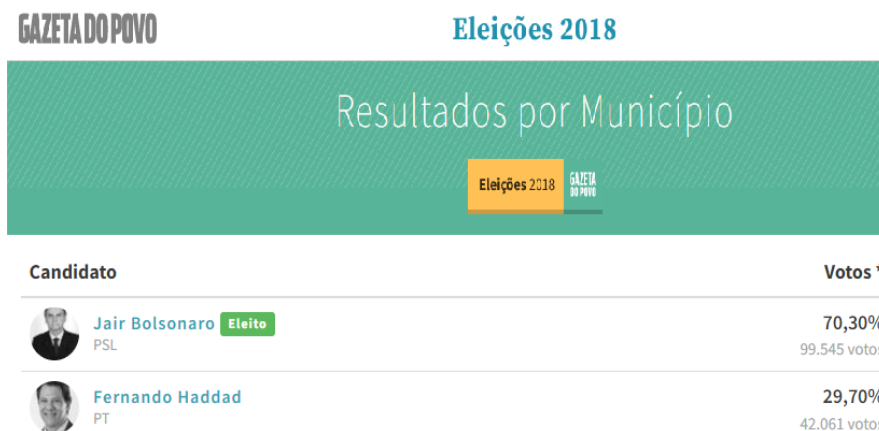 GAZETA DO POVO
Eleições 2018
Resultados por Município
Eleições 2018
GAZETA
DO POVO
Candidato
Votos *
Jair Bolsonaro
Eleito
70,30%
PSL
99.545 votos
Fernando Haddad
29,70%
PT
42.061 votos